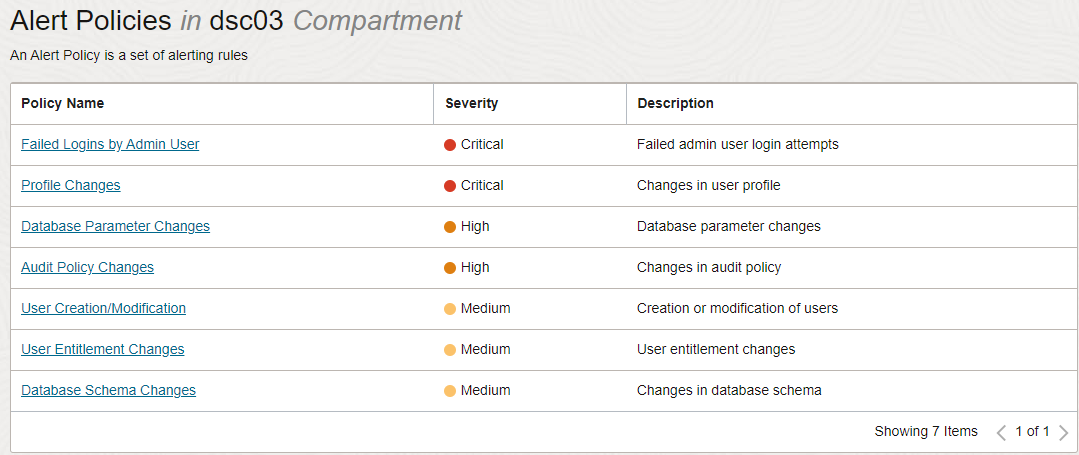 Alert Policies in dsc03 Compartment
An Alert Policy is a set of alerting rules
Policy Name Severity Description
Failed Logins by Admin User Critical Failed admin user login attempts
Profile Changes Critical Changes in user profile
Database Parameter Changes High Database parameter changes
Audit Policy Changes High Changes in audit policy
User Creation/Modification Medium Creation or modification of users
User Entitlement Changes Medium User entitlement changes
Database Schema Changes Medium Changes in database schema
Showing 7 Items 1 of 1